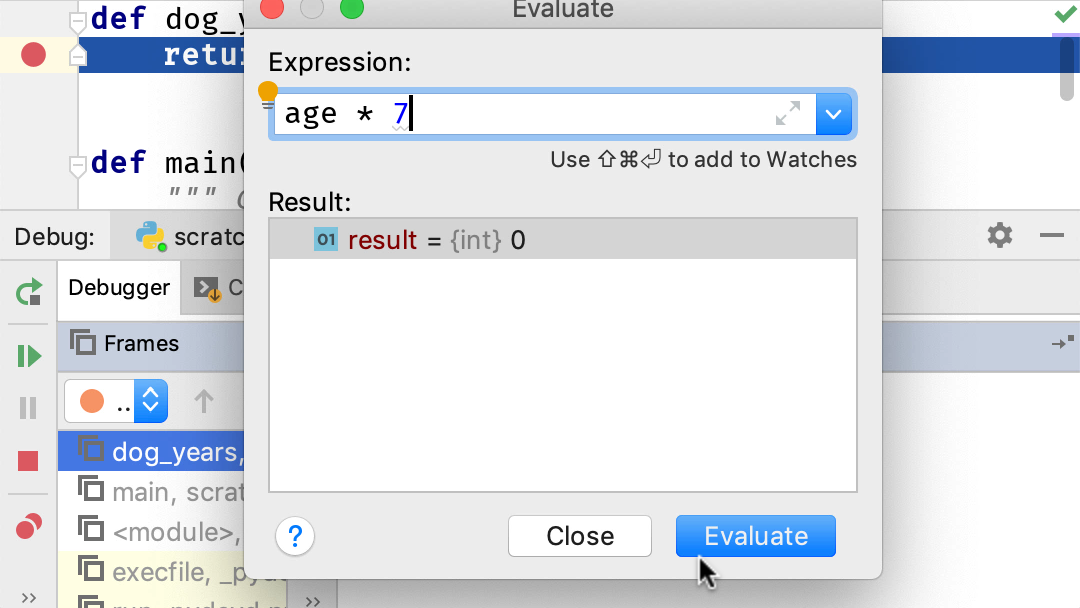 Evaluate
def dog_y
retu
Expression:
age * 7
Use ⇧⌘⏎ to add to Watches
def main(
"""
Result:
01 result = {int} 0
Debug: scratc
Debugger C
Frames
..
dog_years,
main, scrat
<module>,
execfile, _pyd
? Close Evaluate
>> >>